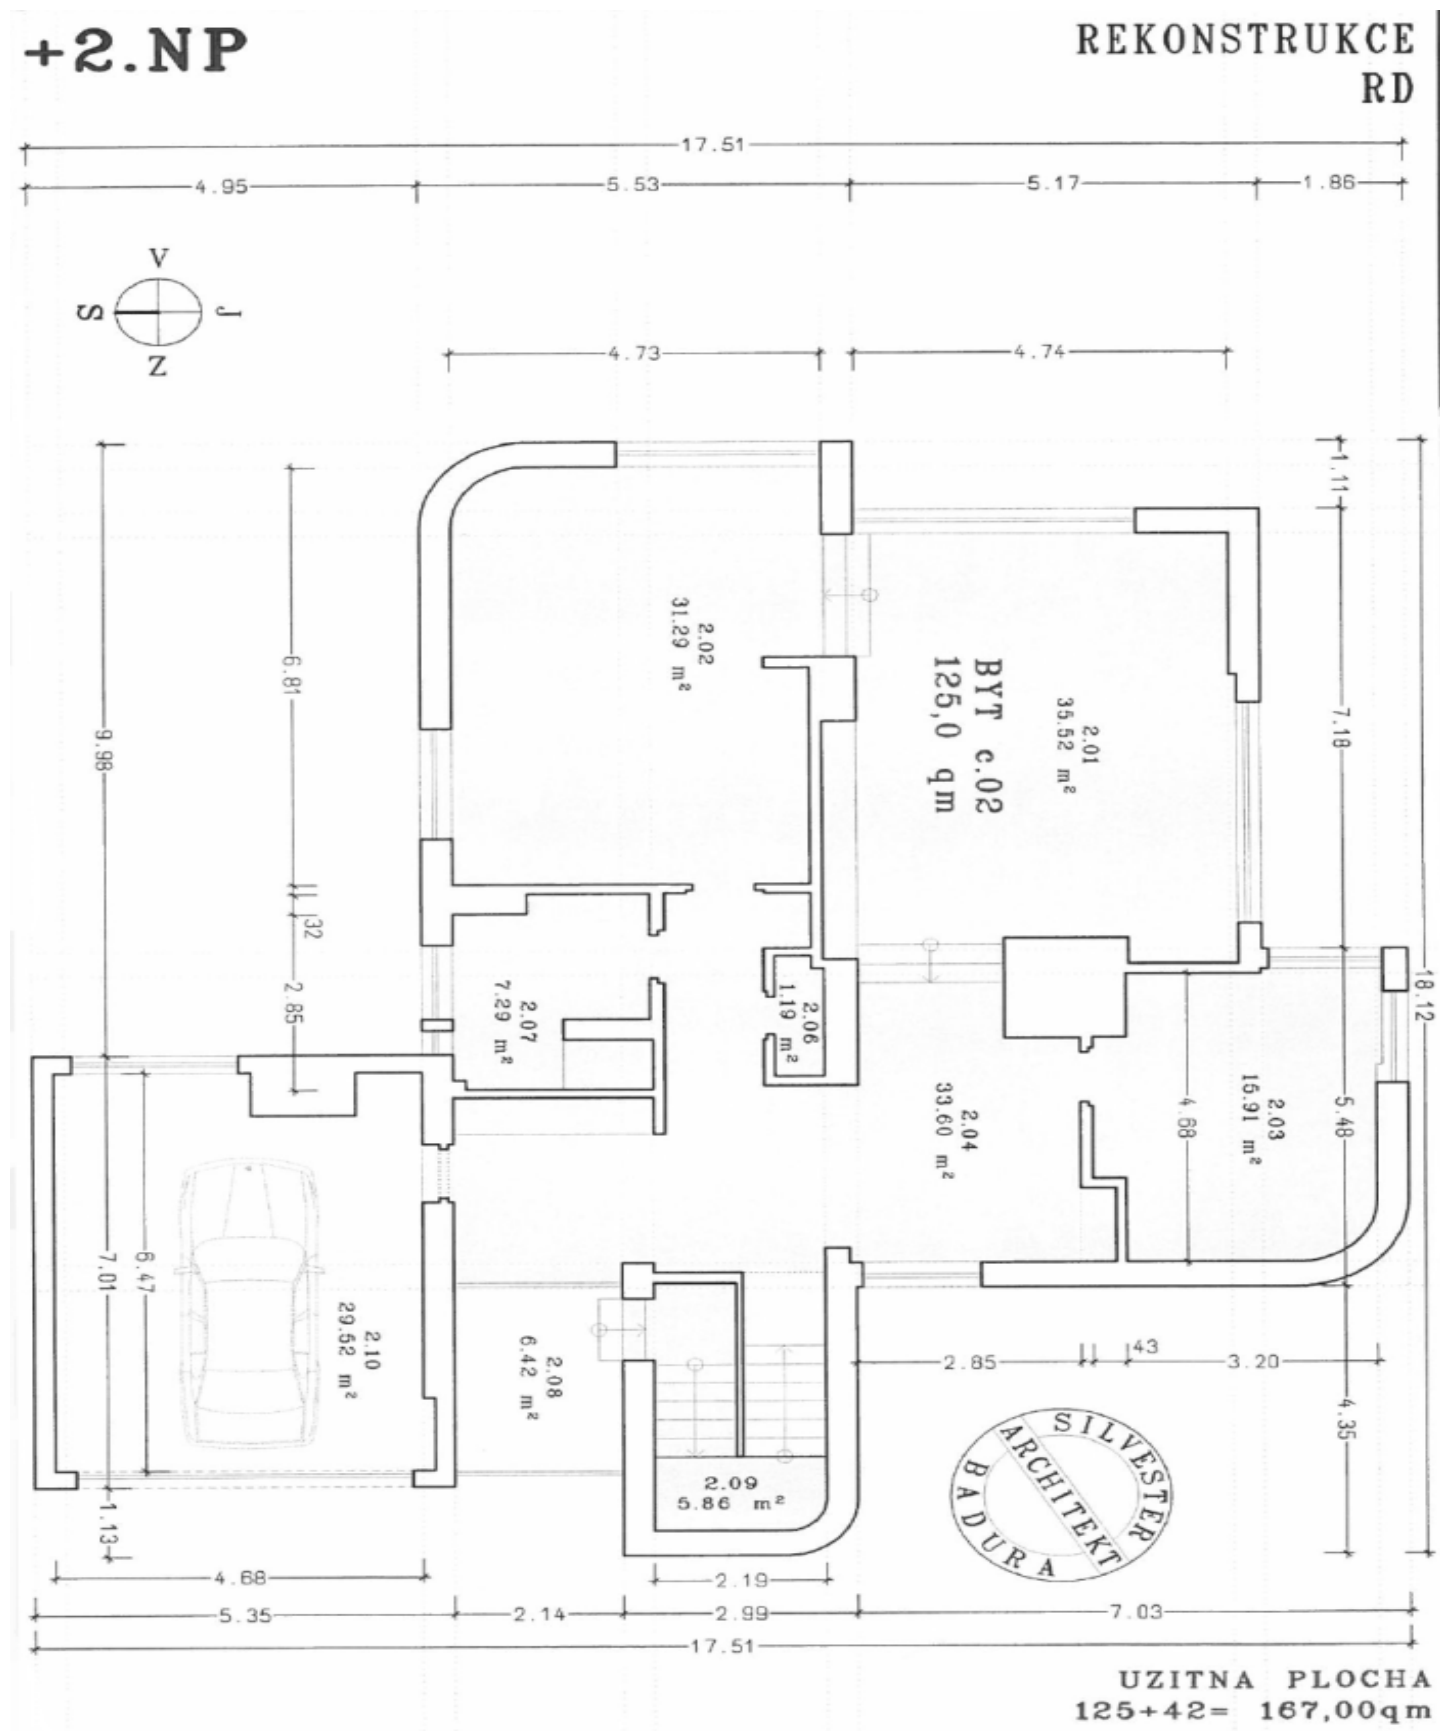 +2.NP
REKONSTRUKCE
RD
17.51
4.95
5.53
5.17
1.86
V
S
J
Z
4.73
4.74
1.11
9.98
6.81
7.18
2.02
31.29 m²
BYT c.02
125,0 qm
2.01
35.52 m²
32
2.85
18.12
2.07
7.29 m²
2.06
1.19 m²
2.04
33.60 m²
4.68
2.03
15.91 m²
5.48
7.01
6.47
2.10
29.52 m²
2.08
6.42 m²
2.85
43
3.20
4.35
2.09
5.86 m²
SILVESTER
ARCHITEKT
BADURA
1.13
4.68
2.19
5.35
2.14
2.99
7.03
17.51
UZITNA PLOCHA
125+42= 167,00qm